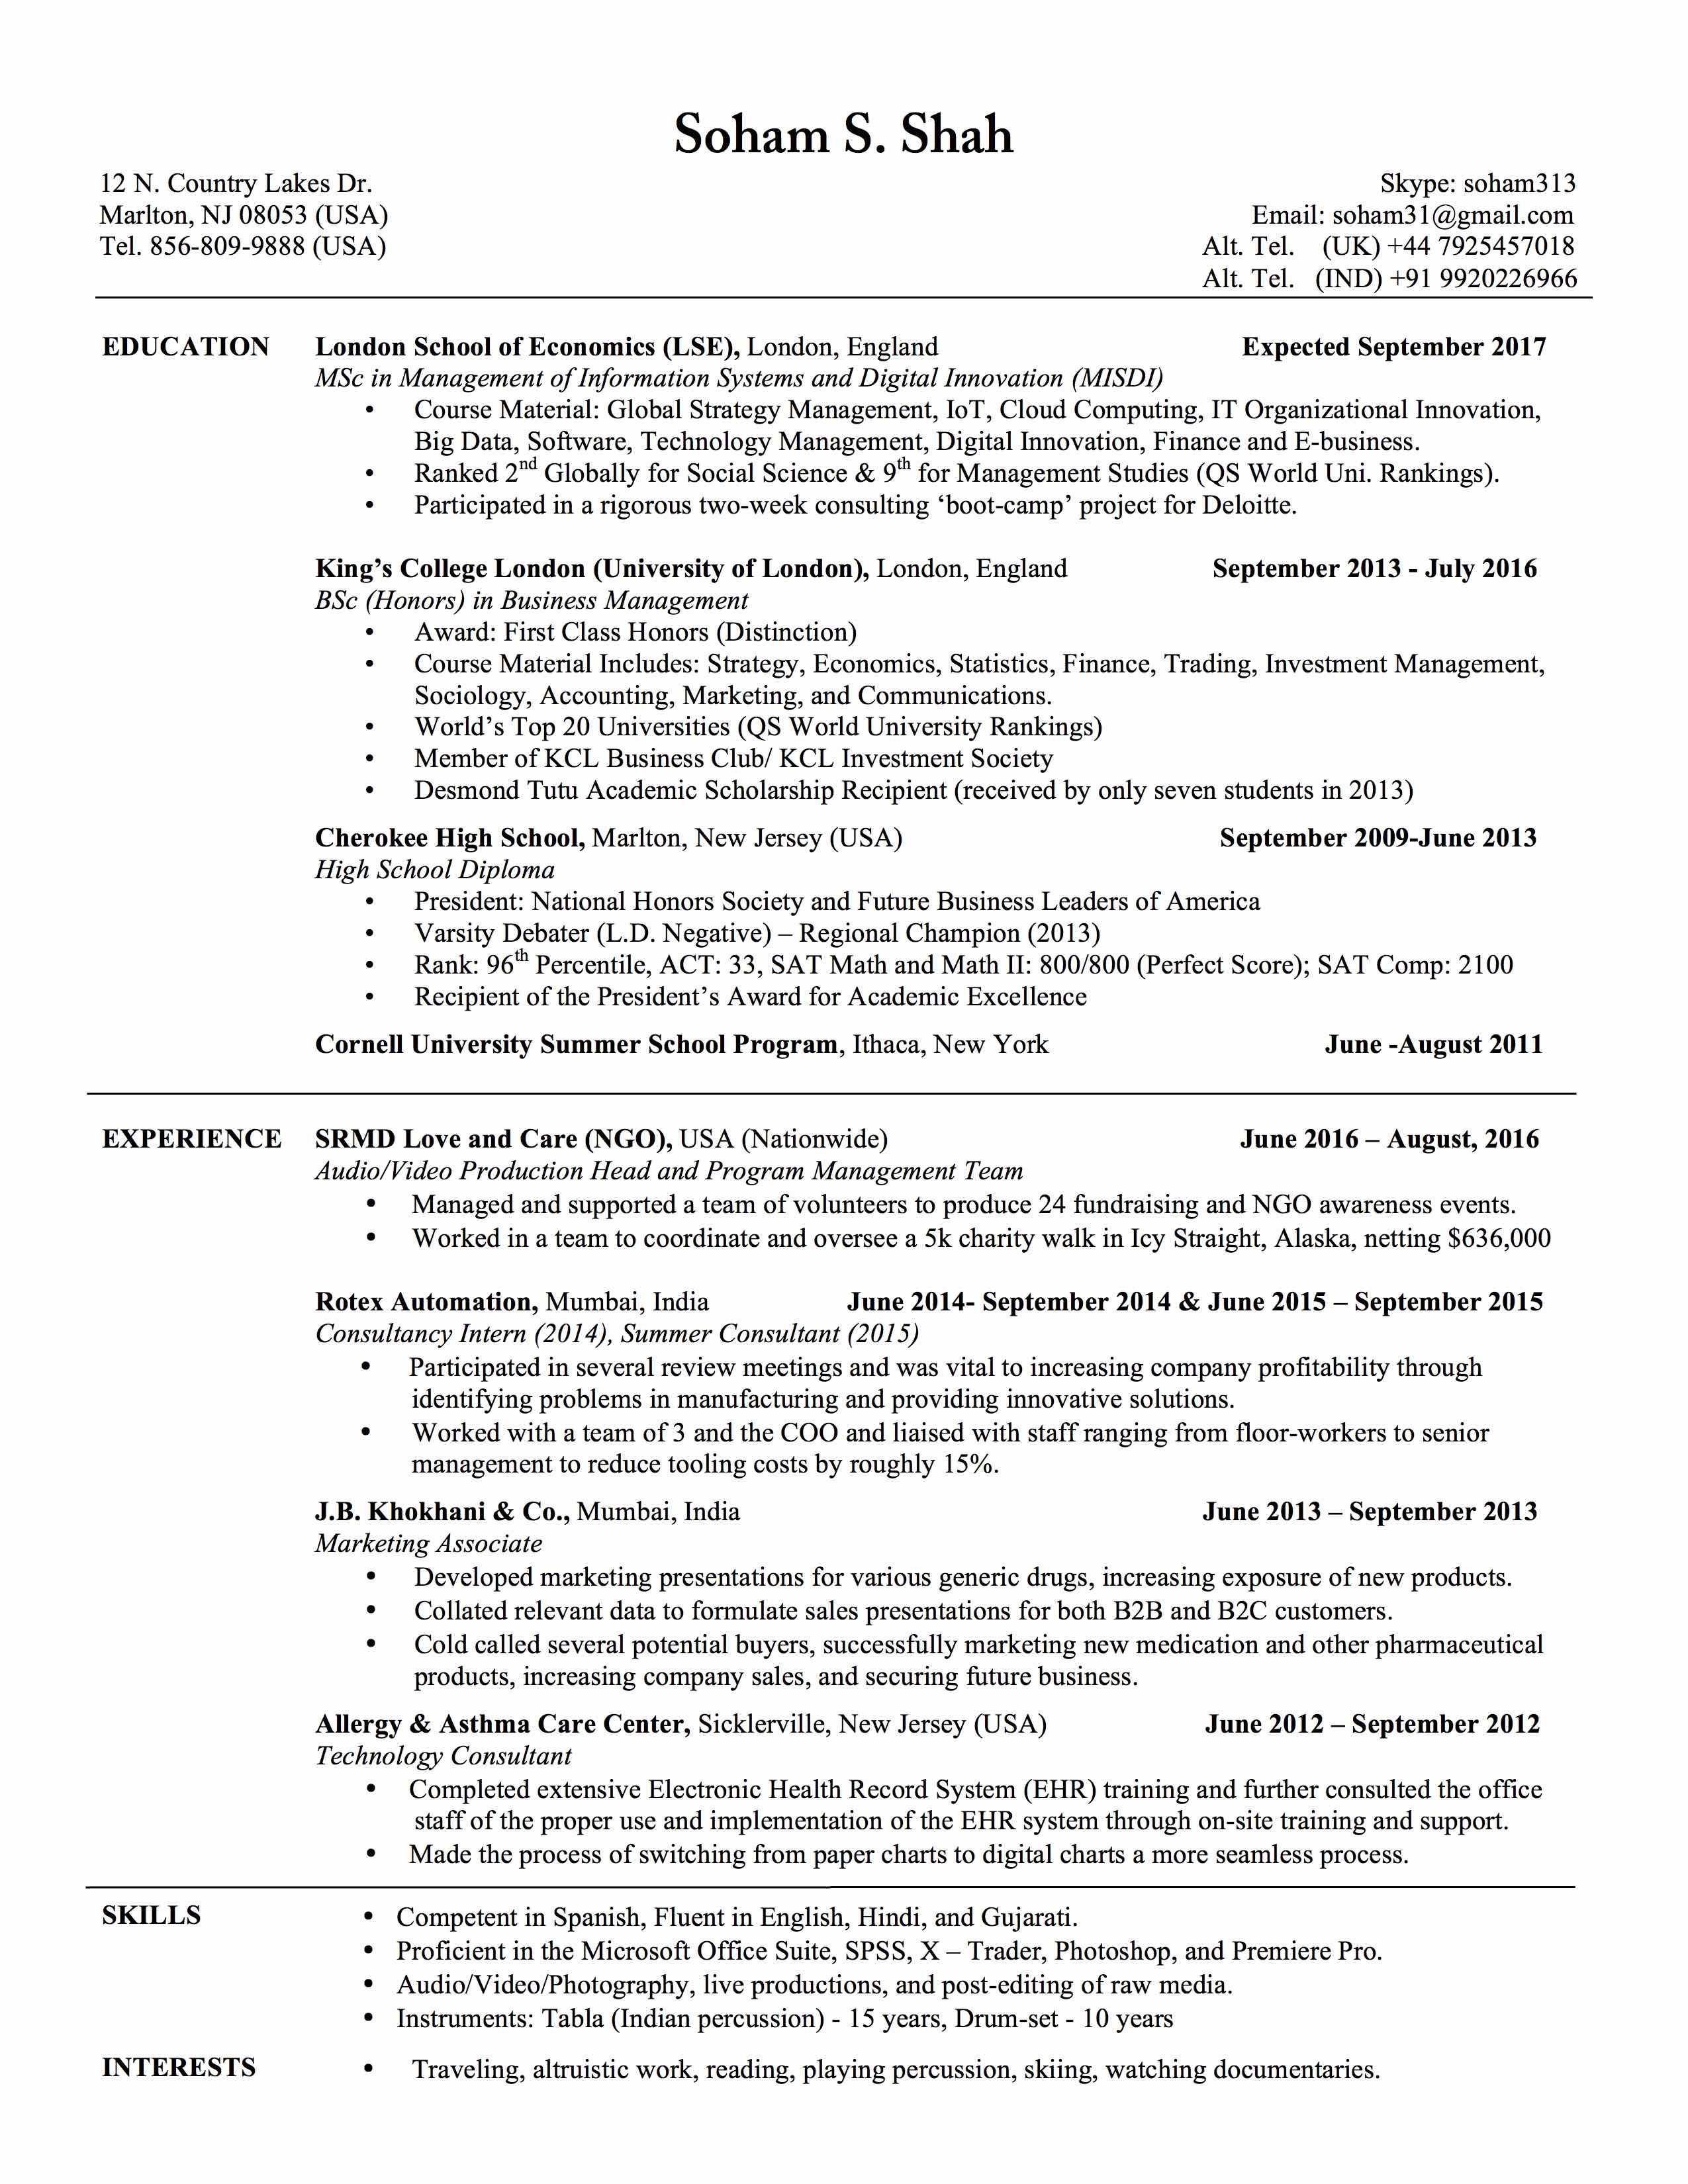 Soham S. Shah
12 N. Country Lakes Dr.
Marlton, NJ 08053 (USA)
Tel. 856-809-9888 (USA)
Skype: soham313
Email: soham31@gmail.com
Alt. Tel. (UK) +44 7925457018
Alt. Tel. (IND) +91 9920226966
EDUCATION London School of Economics (LSE), London, England Expected September 2017
MSc in Management of Information Systems and Digital Innovation (MISDI)
• Course Material: Global Strategy Management, IoT, Cloud Computing, IT Organizational Innovation,
Big Data, Software, Technology Management, Digital Innovation, Finance and E-business.
• Ranked 2nd Globally for Social Science & 9th for Management Studies (QS World Uni. Rankings).
• Participated in a rigorous two-week consulting ‘boot-camp’ project for Deloitte.
King’s College London (University of London), London, England September 2013 - July 2016
BSc (Honors) in Business Management
• Award: First Class Honors (Distinction)
• Course Material Includes: Strategy, Economics, Statistics, Finance, Trading, Investment Management,
Sociology, Accounting, Marketing, and Communications.
• World’s Top 20 Universities (QS World University Rankings)
• Member of KCL Business Club/ KCL Investment Society
• Desmond Tutu Academic Scholarship Recipient (received by only seven students in 2013)
Cherokee High School, Marlton, New Jersey (USA) September 2009-June 2013
High School Diploma
• President: National Honors Society and Future Business Leaders of America
• Varsity Debater (L.D. Negative) – Regional Champion (2013)
• Rank: 96th Percentile, ACT: 33, SAT Math and Math II: 800/800 (Perfect Score); SAT Comp: 2100
• Recipient of the President’s Award for Academic Excellence
Cornell University Summer School Program, Ithaca, New York June -August 2011
EXPERIENCE SRMD Love and Care (NGO), USA (Nationwide) June 2016 – August, 2016
Audio/Video Production Head and Program Management Team
• Managed and supported a team of volunteers to produce 24 fundraising and NGO awareness events.
• Worked in a team to coordinate and oversee a 5k charity walk in Icy Straight, Alaska, netting $636,000
Rotex Automation, Mumbai, India June 2014- September 2014 & June 2015 – September 2015
Consultancy Intern (2014), Summer Consultant (2015)
• Participated in several review meetings and was vital to increasing company profitability through
identifying problems in manufacturing and providing innovative solutions.
• Worked with a team of 3 and the COO and liaised with staff ranging from floor-workers to senior
management to reduce tooling costs by roughly 15%.
J.B. Khokhani & Co., Mumbai, India June 2013 – September 2013
Marketing Associate
• Developed marketing presentations for various generic drugs, increasing exposure of new products.
• Collated relevant data to formulate sales presentations for both B2B and B2C customers.
• Cold called several potential buyers, successfully marketing new medication and other pharmaceutical
products, increasing company sales, and securing future business.
Allergy & Asthma Care Center, Sicklerville, New Jersey (USA) June 2012 – September 2012
Technology Consultant
• Completed extensive Electronic Health Record System (EHR) training and further consulted the office
staff of the proper use and implementation of the EHR system through on-site training and support.
• Made the process of switching from paper charts to digital charts a more seamless process.
SKILLS • Competent in Spanish, Fluent in English, Hindi, and Gujarati.
• Proficient in the Microsoft Office Suite, SPSS, X – Trader, Photoshop, and Premiere Pro.
• Audio/Video/Photography, live productions, and post-editing of raw media.
• Instruments: Tabla (Indian percussion) - 15 years, Drum-set - 10 years
INTERESTS • Traveling, altruistic work, reading, playing percussion, skiing, watching documentaries.